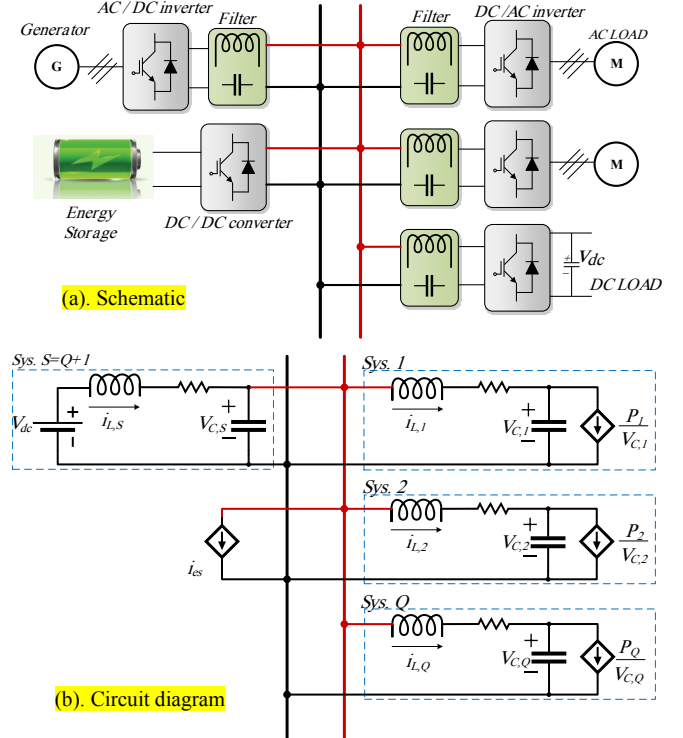 AC / DC inverter
Filter
Filter
DC/AC inverter
Generator
AC LOAD
G
M
M
Energy
Storage
DC / DC converter
+
−
Vdc
DC LOAD
(a). Schematic
Sys. S=Q+1
Sys. 1
Vdc
+
-
iL,S
VC,S
+
−
iL,1
VC,1
+
−
P1
VC,1
Sys. 2
ies
iL,2
VC,2
+
−
P2
VC,2
Sys. Q
iL,Q
VC,Q
+
−
PQ
VC,Q
(b). Circuit diagram